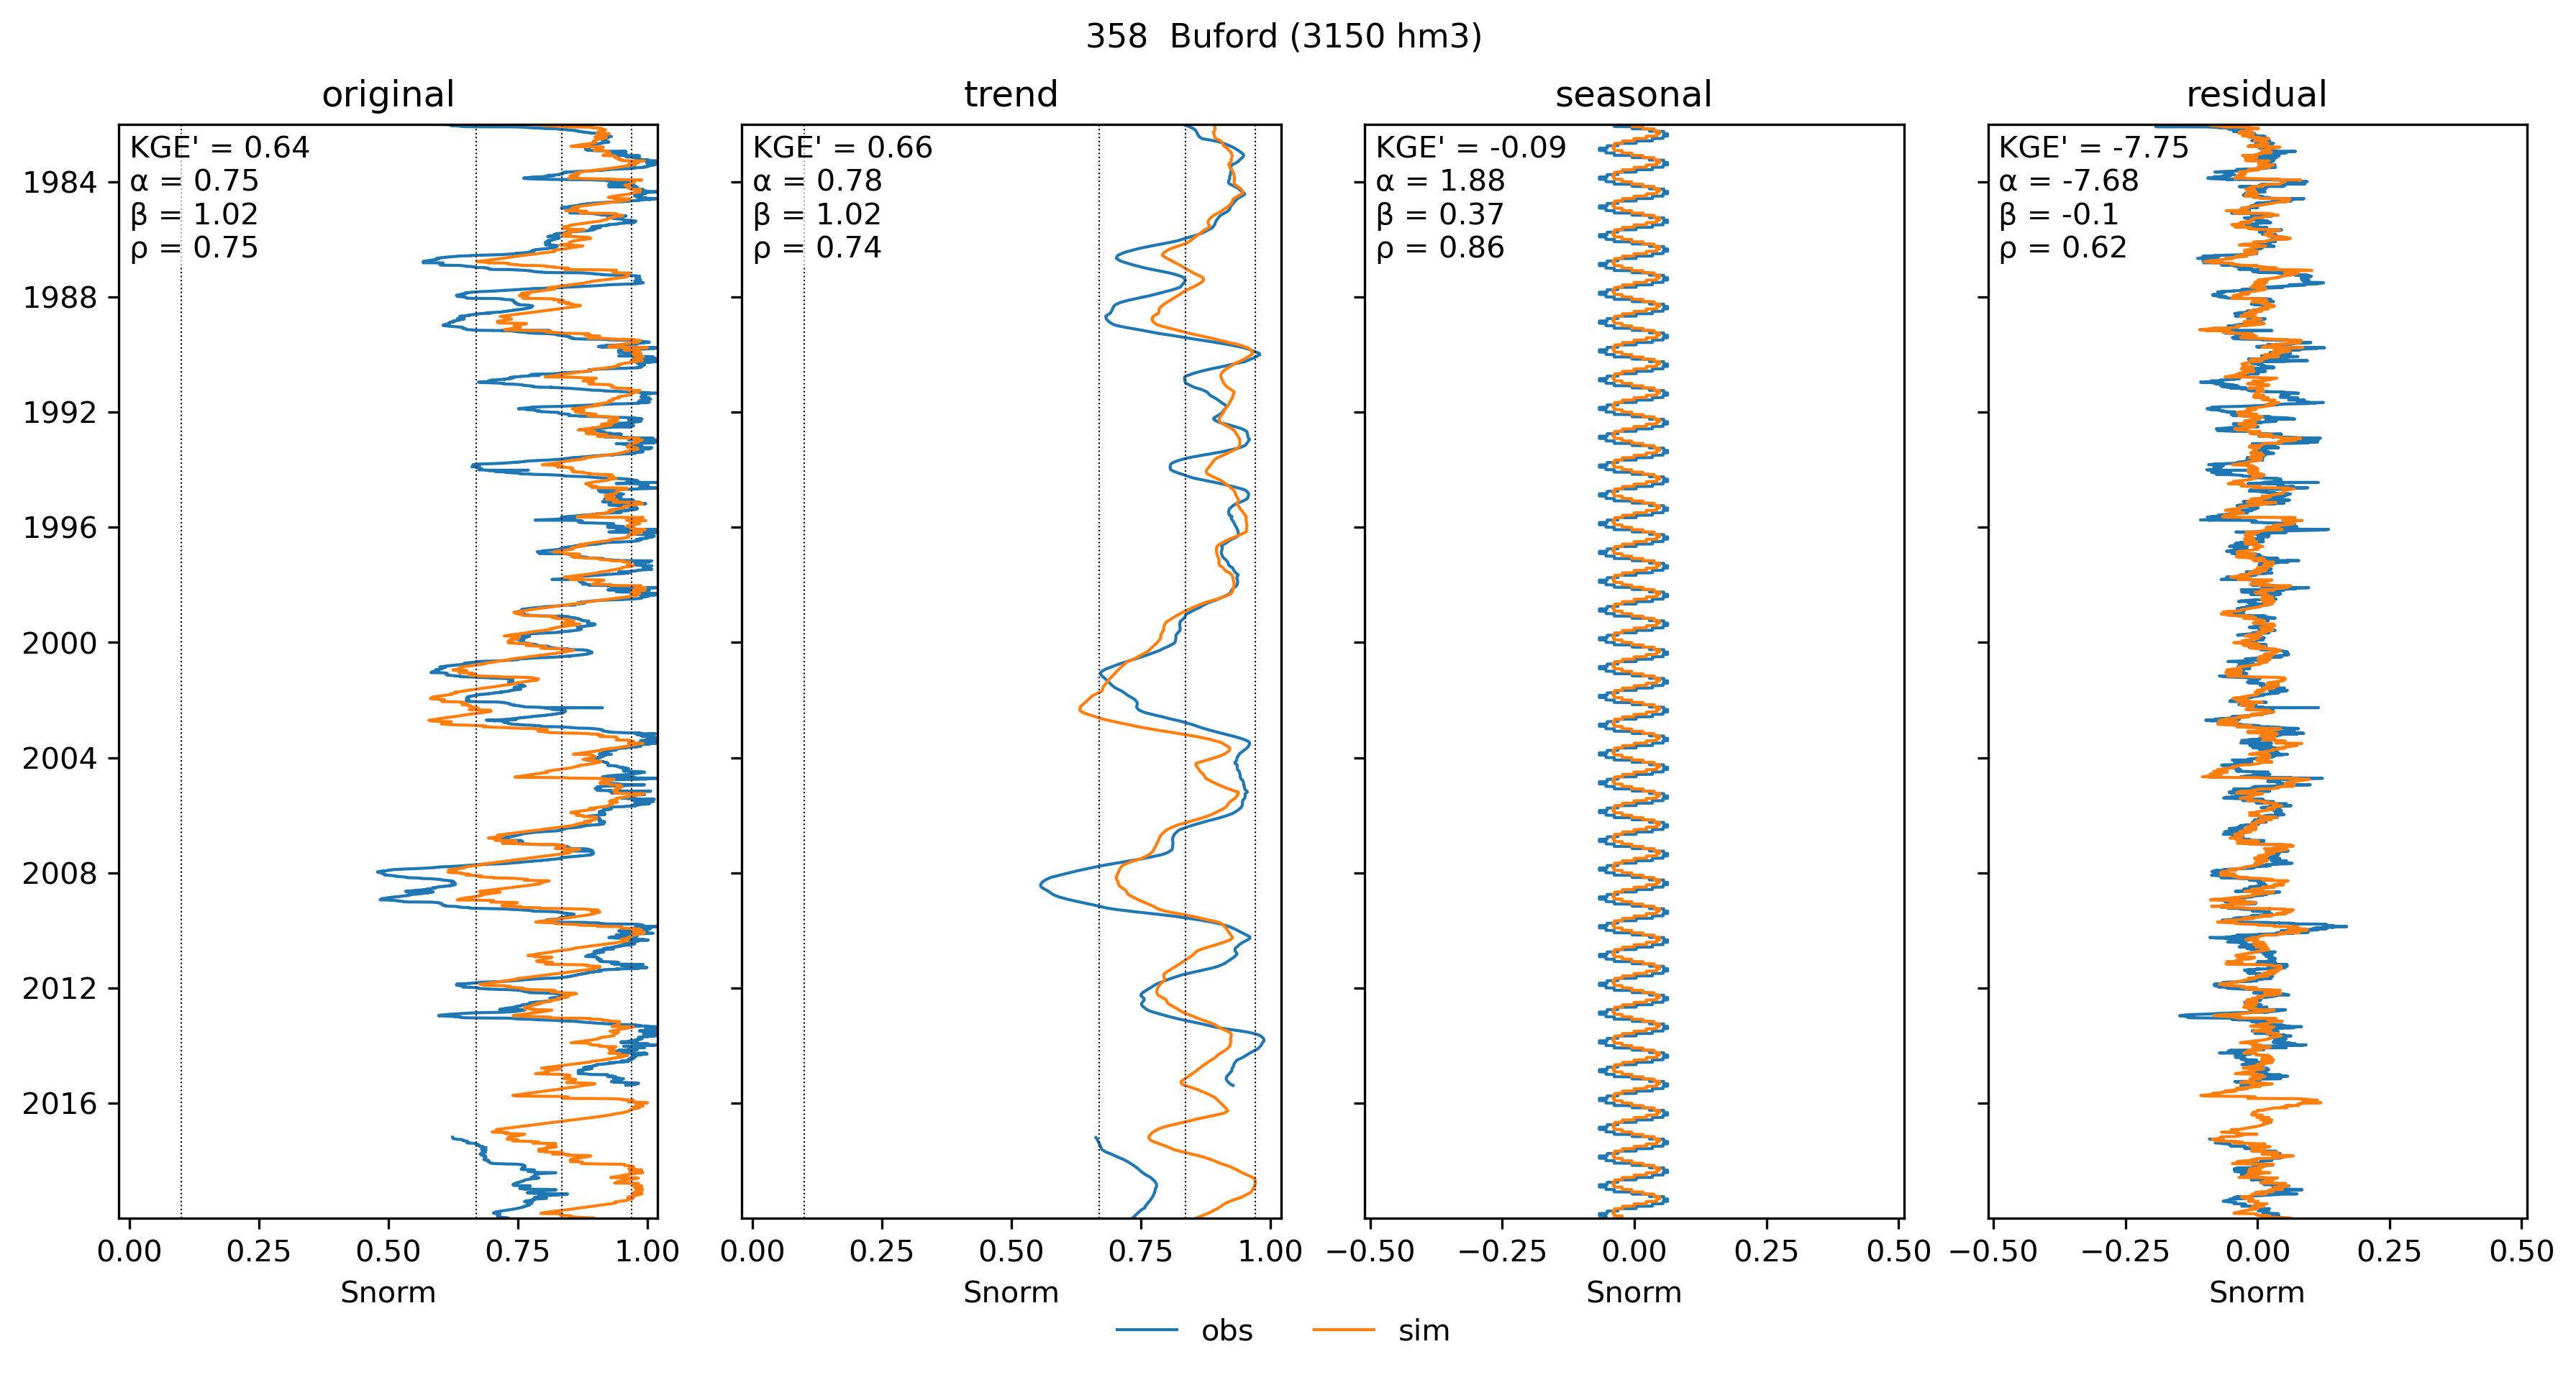 358  Buford (3150 hm3)
original
KGE' = 0.64
α = 0.75
β = 1.02
ρ = 0.75
1984
1988
1992
1996
2000
2004
2008
2012
2016
0.00 0.25 0.50 0.75 1.00
Snorm
trend
KGE' = 0.66
α = 0.78
β = 1.02
ρ = 0.74
0.00 0.25 0.50 0.75 1.00
Snorm
seasonal
KGE' = -0.09
α = 1.88
β = 0.37
ρ = 0.86
−0.50 −0.25 0.00 0.25 0.50
Snorm
residual
KGE' = -7.75
α = -7.68
β = -0.1
ρ = 0.62
−0.50 −0.25 0.00 0.25 0.50
Snorm
obs sim